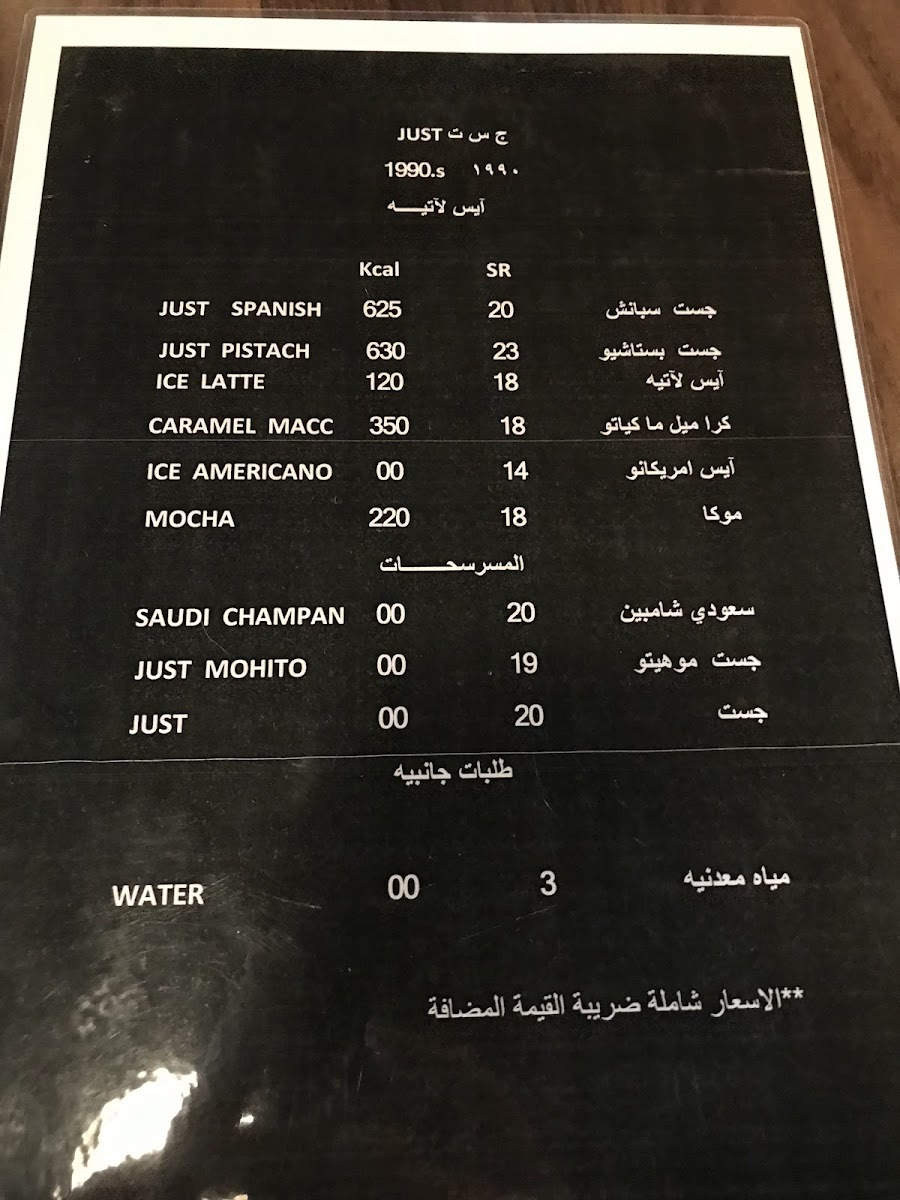 JUST ج س ت
1990.s ١٩٩٠
آيس لآتيـــــه
Kcal SR
JUST SPANISH 625 20 جست سبانش
JUST PISTACH 630 23 جست بستاشيو
ICE LATTE 120 18 آيس لآتيه
CARAMEL MACC 350 18 كرا ميل ما كياتو
ICE AMERICANO 00 14 آيس امريكانو
MOCHA 220 18 موكا
المسرسحـــــــات
SAUDI CHAMPAN 00 20 سعودي شامبين
JUST MOHITO 00 19 جست موهيتو
JUST 00 20 جست
طلبات جانبيه
WATER 00 3 مياه معدنيه
**الاسعار شاملة ضريبة القيمة المضافة